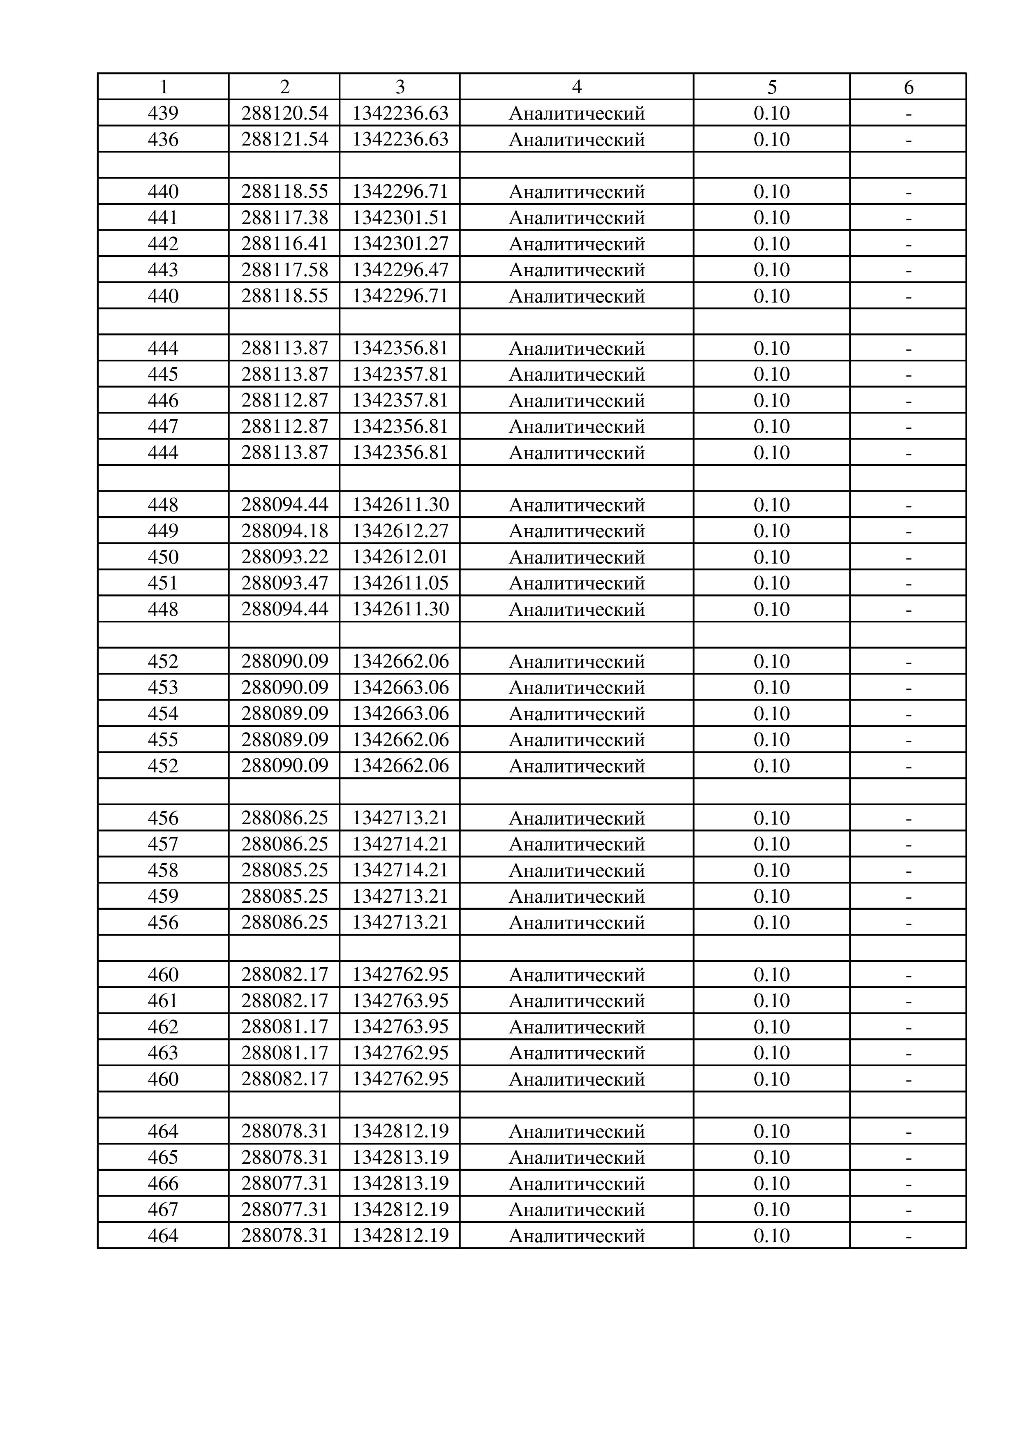 1 2 3 4 5 6
439 288120.54 1342236.63 Аналитический 0.10 -
436 288121.54 1342236.63 Аналитический 0.10 -
440 288118.55 1342296.71 Аналитический 0.10 -
441 288117.38 1342301.51 Аналитический 0.10 -
442 288116.41 1342301.27 Аналитический 0.10 -
443 288117.58 1342296.47 Аналитический 0.10 -
440 288118.55 1342296.71 Аналитический 0.10 -
444 288113.87 1342356.81 Аналитический 0.10 -
445 288113.87 1342357.81 Аналитический 0.10 -
446 288112.87 1342357.81 Аналитический 0.10 -
447 288112.87 1342356.81 Аналитический 0.10 -
444 288113.87 1342356.81 Аналитический 0.10 -
448 288094.44 1342611.30 Аналитический 0.10 -
449 288094.18 1342612.27 Аналитический 0.10 -
450 288093.22 1342612.01 Аналитический 0.10 -
451 288093.47 1342611.05 Аналитический 0.10 -
448 288094.44 1342611.30 Аналитический 0.10 -
452 288090.09 1342662.06 Аналитический 0.10 -
453 288090.09 1342663.06 Аналитический 0.10 -
454 288089.09 1342663.06 Аналитический 0.10 -
455 288089.09 1342662.06 Аналитический 0.10 -
452 288090.09 1342662.06 Аналитический 0.10 -
456 288086.25 1342713.21 Аналитический 0.10 -
457 288086.25 1342714.21 Аналитический 0.10 -
458 288085.25 1342714.21 Аналитический 0.10 -
459 288085.25 1342713.21 Аналитический 0.10 -
456 288086.25 1342713.21 Аналитический 0.10 -
460 288082.17 1342762.95 Аналитический 0.10 -
461 288082.17 1342763.95 Аналитический 0.10 -
462 288081.17 1342763.95 Аналитический 0.10 -
463 288081.17 1342762.95 Аналитический 0.10 -
460 288082.17 1342762.95 Аналитический 0.10 -
464 288078.31 1342812.19 Аналитический 0.10 -
465 288078.31 1342813.19 Аналитический 0.10 -
466 288077.31 1342813.19 Аналитический 0.10 -
467 288077.31 1342812.19 Аналитический 0.10 -
464 288078.31 1342812.19 Аналитический 0.10 -